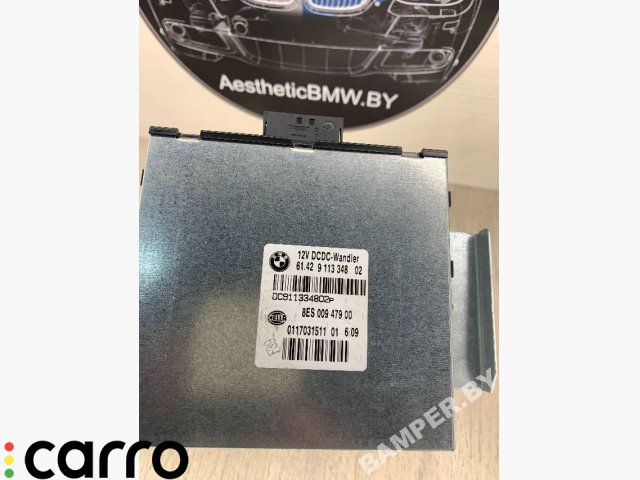 AestheticBMW.BY
12V DCDC-Wandler
61.42 9 113 348 02
DC911334802P
8ES 009 479 00
HELLA
0117031511 01 6 09
BAMPER.BY
carro